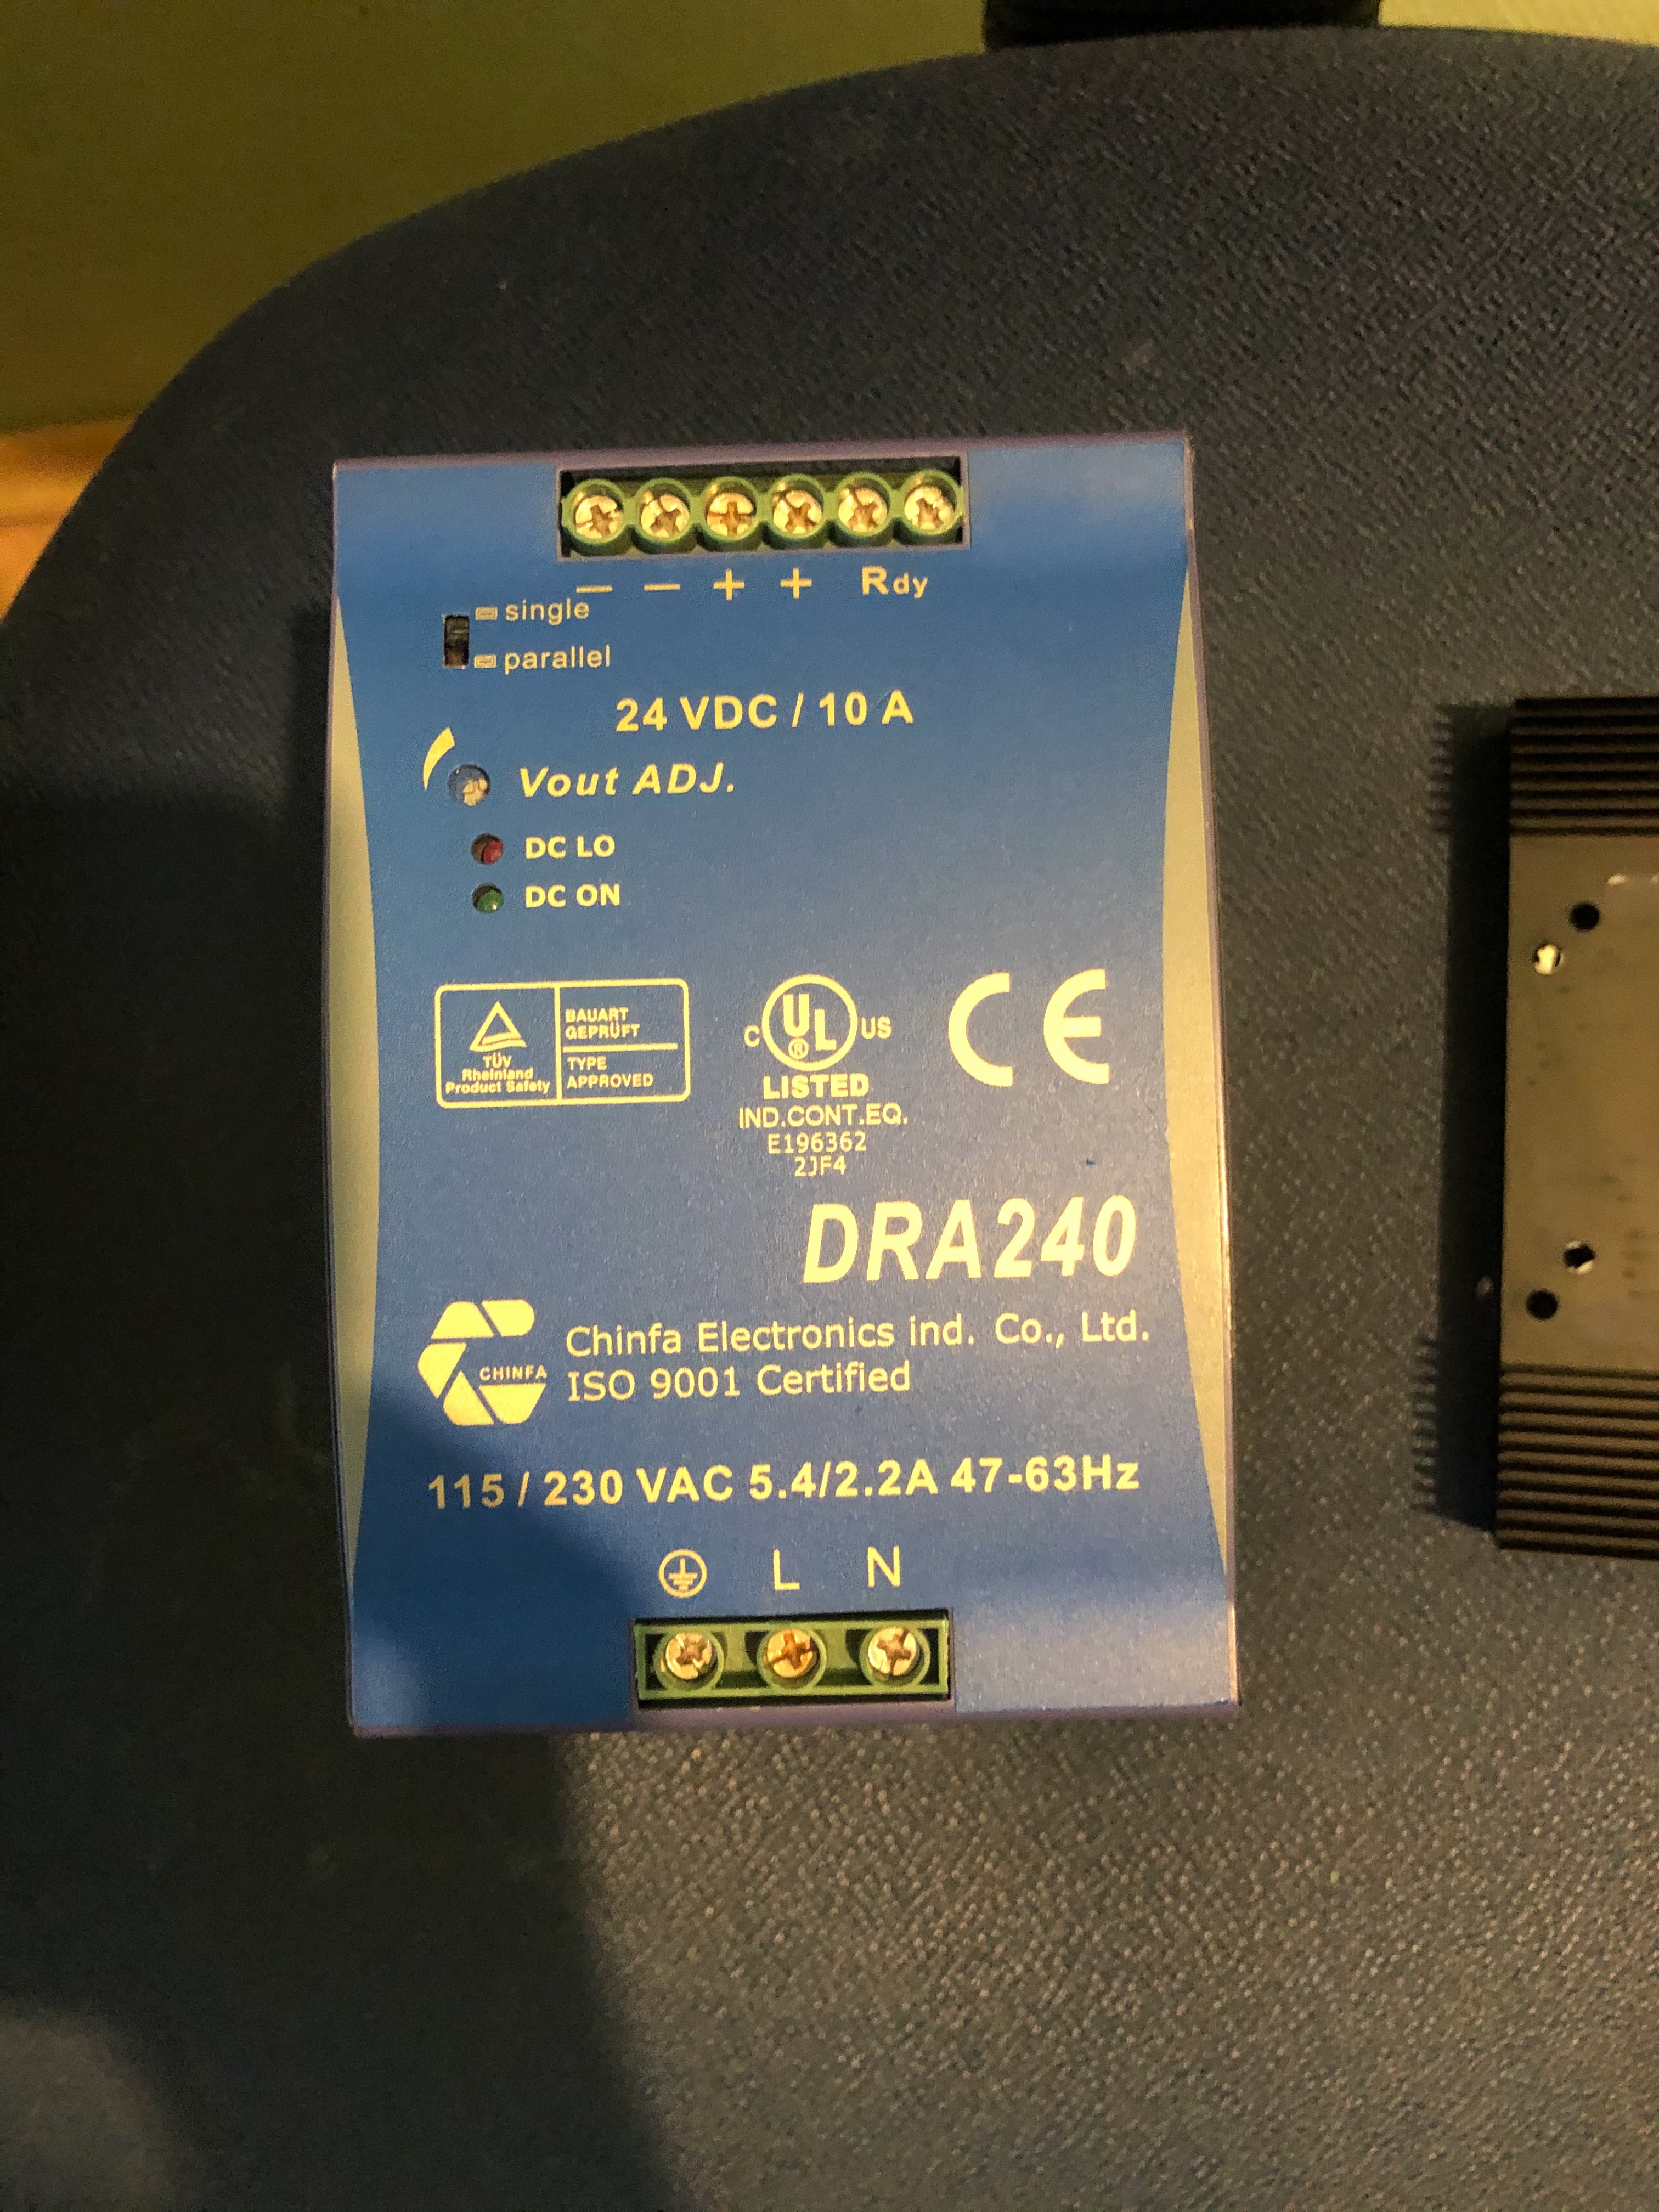 — — + + Rdy
single
parallel
24 VDC / 10 A
Vout ADJ.
DC LO
DC ON
TÜV
Rheinland
Product Safety
BAUART
GEPRÜFT
TYPE
APPROVED
C UL ® US
LISTED
IND.CONT.EQ.
E196362
2JF4
CE
DRA240
CHINFA
Chinfa Electronics ind. Co., Ltd.
ISO 9001 Certified
115 / 230 VAC 5.4/2.2A 47-63Hz
L N